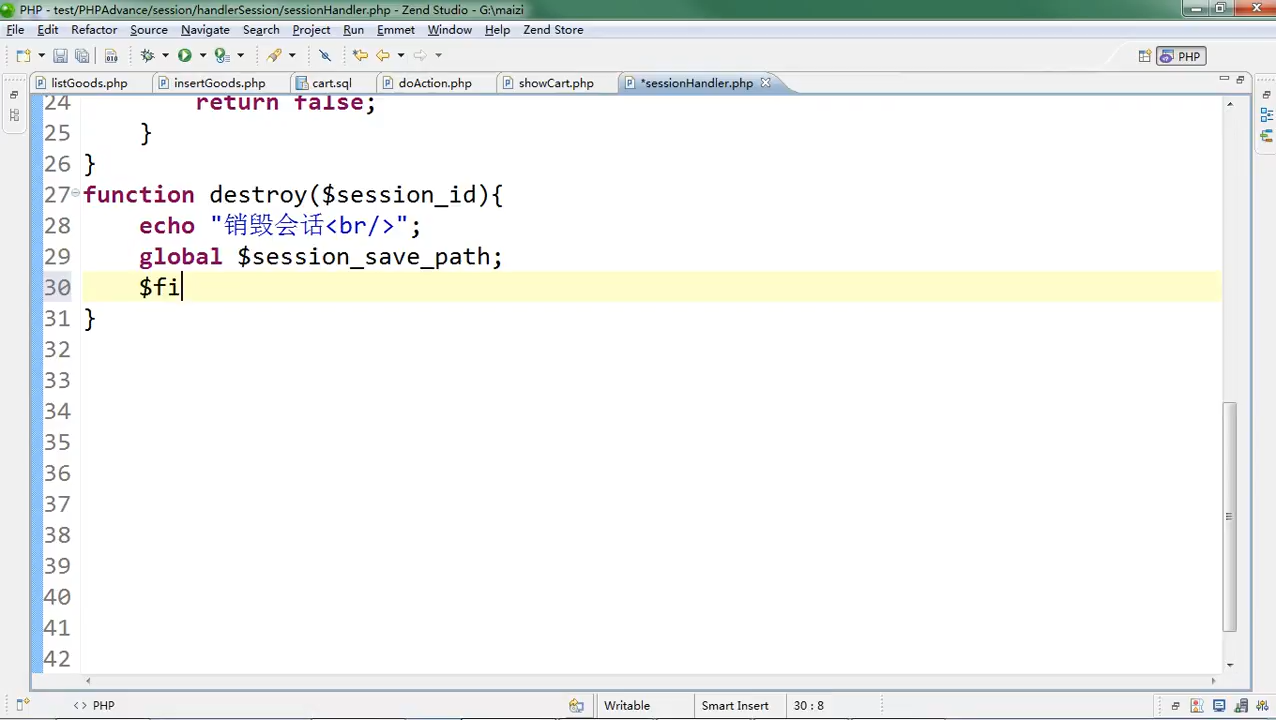 PHP - test/PHPAdvance/session/handlerSession/sessionHandler.php - Zend Studio - G:\maizi
File Edit Refactor Source Navigate Search Project Run Emmet Window Help Zend Store
PHP
listGoods.php insertGoods.php cart.sql doAction.php showCart.php *sessionHandler.php
24 return false;
25 }
26 }
27 function destroy($session_id){
28 echo "销毁会话<br/>";
29 global $session_save_path;
30 $fi
31 }
32
33
34
35
36
37
38
39
40
41
42
<> PHP Writable Smart Insert 30 : 8